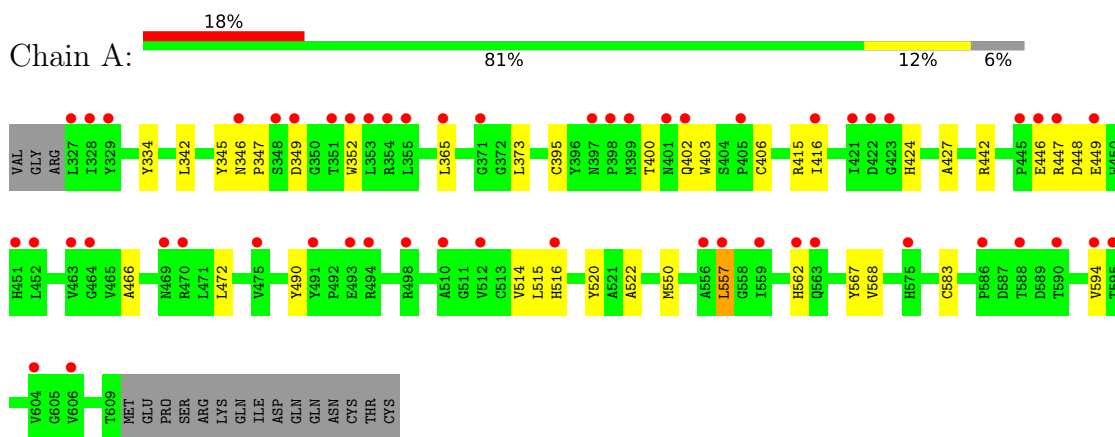 18%
Chain A:
81% 12% 6%
VAL GLY ARG L327 I328 Y329 Y334 L342 Y345 N346 P347 S348 D349 G350 T351 W352 L353 R354 L355 L365 G371 G372 L373 C395 Y396 N397 P398 M399 T400 N401 Q402 W403 S404 P405 C406 R415 I416 I421 D422 G423 H424 A427 R442 P445 E446 R447 D448 E449 W450
H451 L452 V463 G464 V465 A466 N469 R470 L471 L472 V475 Y490 Y491 P492 E493 R494 R498 A510 G511 V512 C513 V514 L515 H516 Y520 A521 A522 M550 A556 L557 G558 I559 H562 Q563 Y567 V568 H575 C583 P586 D587 T588 D589 T590 V594 T595
V604 G605 V606 T609 MET GLU PRO SER ARG LYS GLN ILE ASP GLN GLN ASN CYS THR CYS